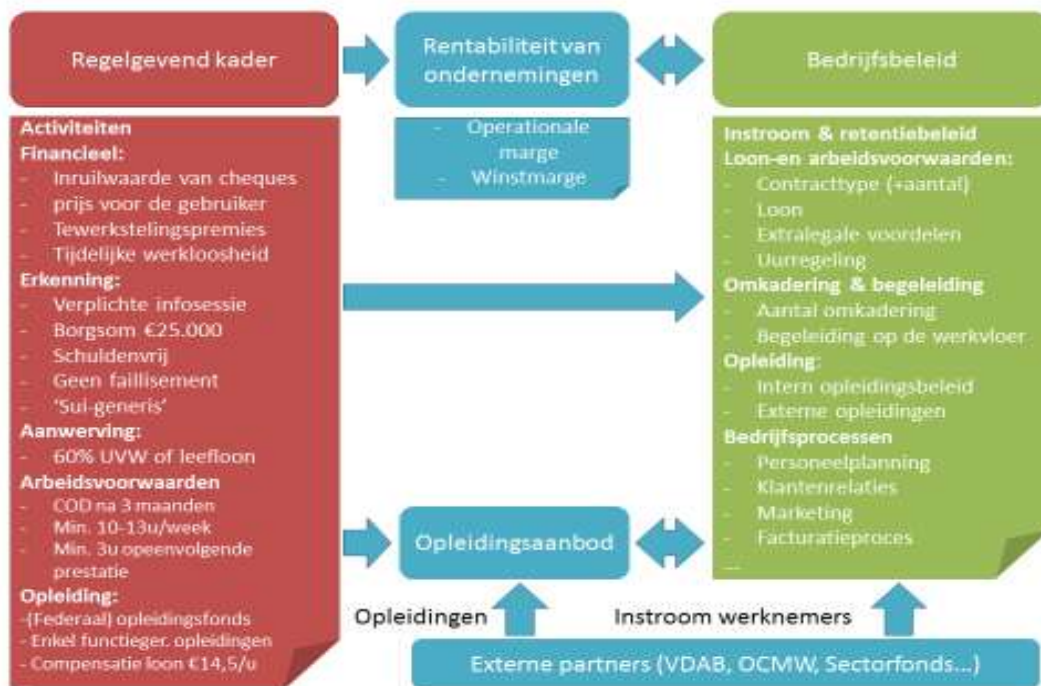 Regelgevend kader
Activiteiten
Financieel:
- Inruilwaarde van cheques
- prijs voor de gebruiker
- Tewerkstelingspremies
- Tijdelijke werkloosheid
Erkenning:
- Verplichte infosessie
- Borgsom €25.000
- Schuldenvrij
- Geen faillisement
- 'Sui-generis'
Aanwerving:
- 60% UVW of leefloon
Arbeidsvoorwaarden
- COD na 3 maanden
- Min. 10-13u/week
- Min. 3u opeenvolgende
prestatie
Opleiding:
-(Federaal) opleidingsfonds
- Enkel functieger. opleidingen
- Compensatie loon €14,5/u
Rentabiliteit van
ondernemingen
- Operationale
marge
- Winstmarge
Opleidingsaanbod
Bedrijfsbeleid
Instroom & retentiebeleid
Loon-en arbeidsvoorwaarden:
- Contracttype (+aantal)
- Loon
- Extralegale voordelen
- Uurregeling
Omkadering & begeleiding
- Aantal omkadering
- Begeleiding op de werkvloer
Opleiding:
- Intern opleidingsbeleid
- Externe opleidingen
Bedrijfsprocessen
- Personeelplanning
- Klantenrelaties
- Marketing
- Facturatieproces
...
Opleidingen
Instroom werknemers
Externe partners (VDAB, OCMW, Sectorfonds...)